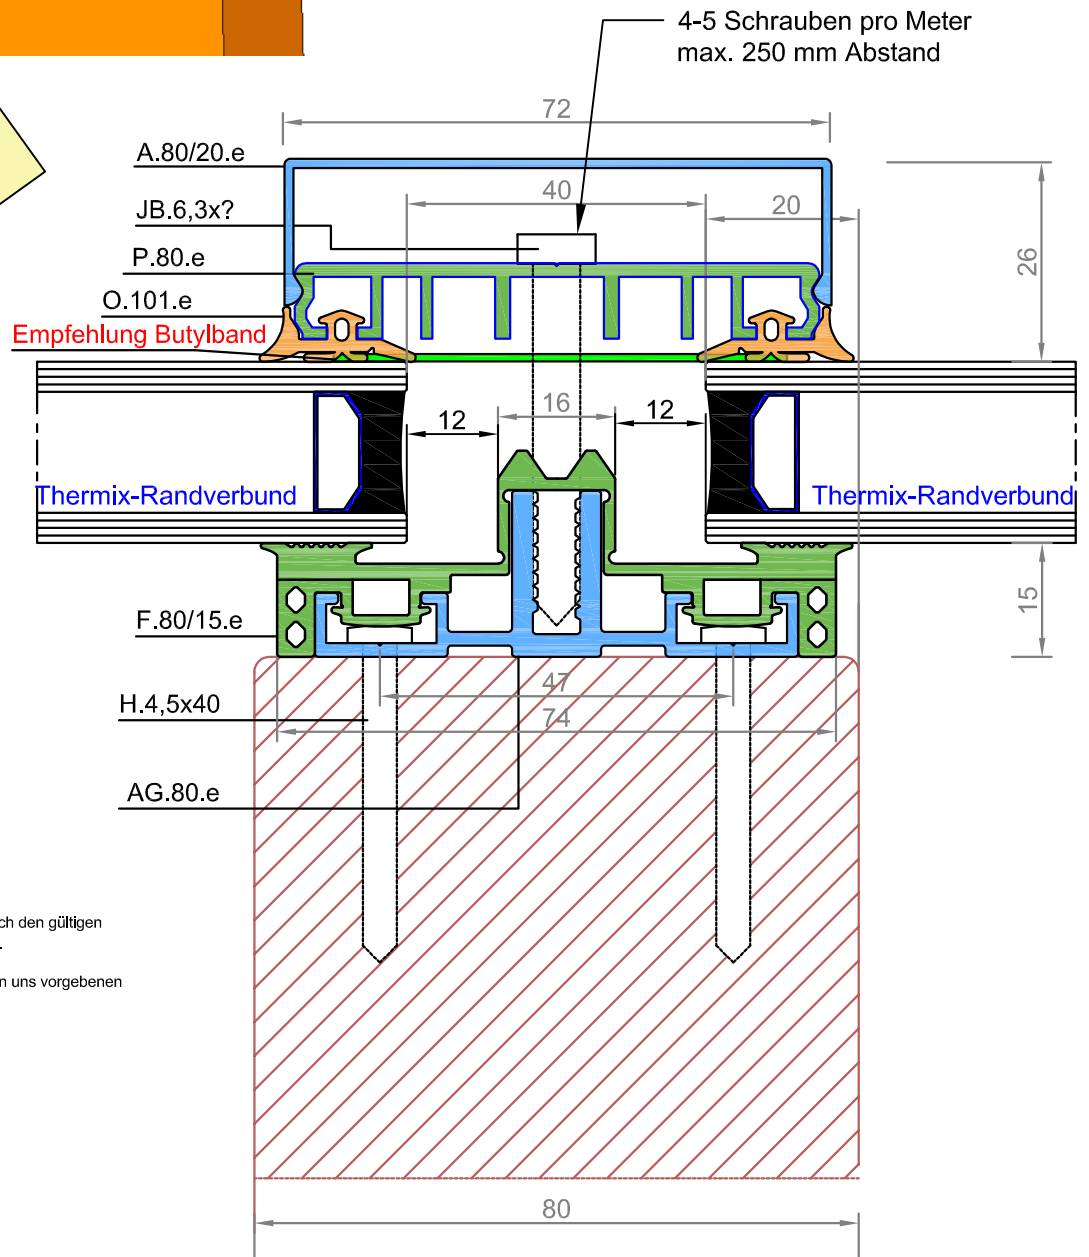 4-5 Schrauben pro Meter
max. 250 mm Abstand
72
A.80/20.e
40
20
JB.6,3x?
26
P.80.e
O.101.e
Empfehlung Butylband
12
16
12
Thermix-Randverbund
Thermix-Randverbund
15
F.80/15.e
47
H.4,5x40
74
AG.80.e
ch den gültigen
.
n uns vorgebenen
80